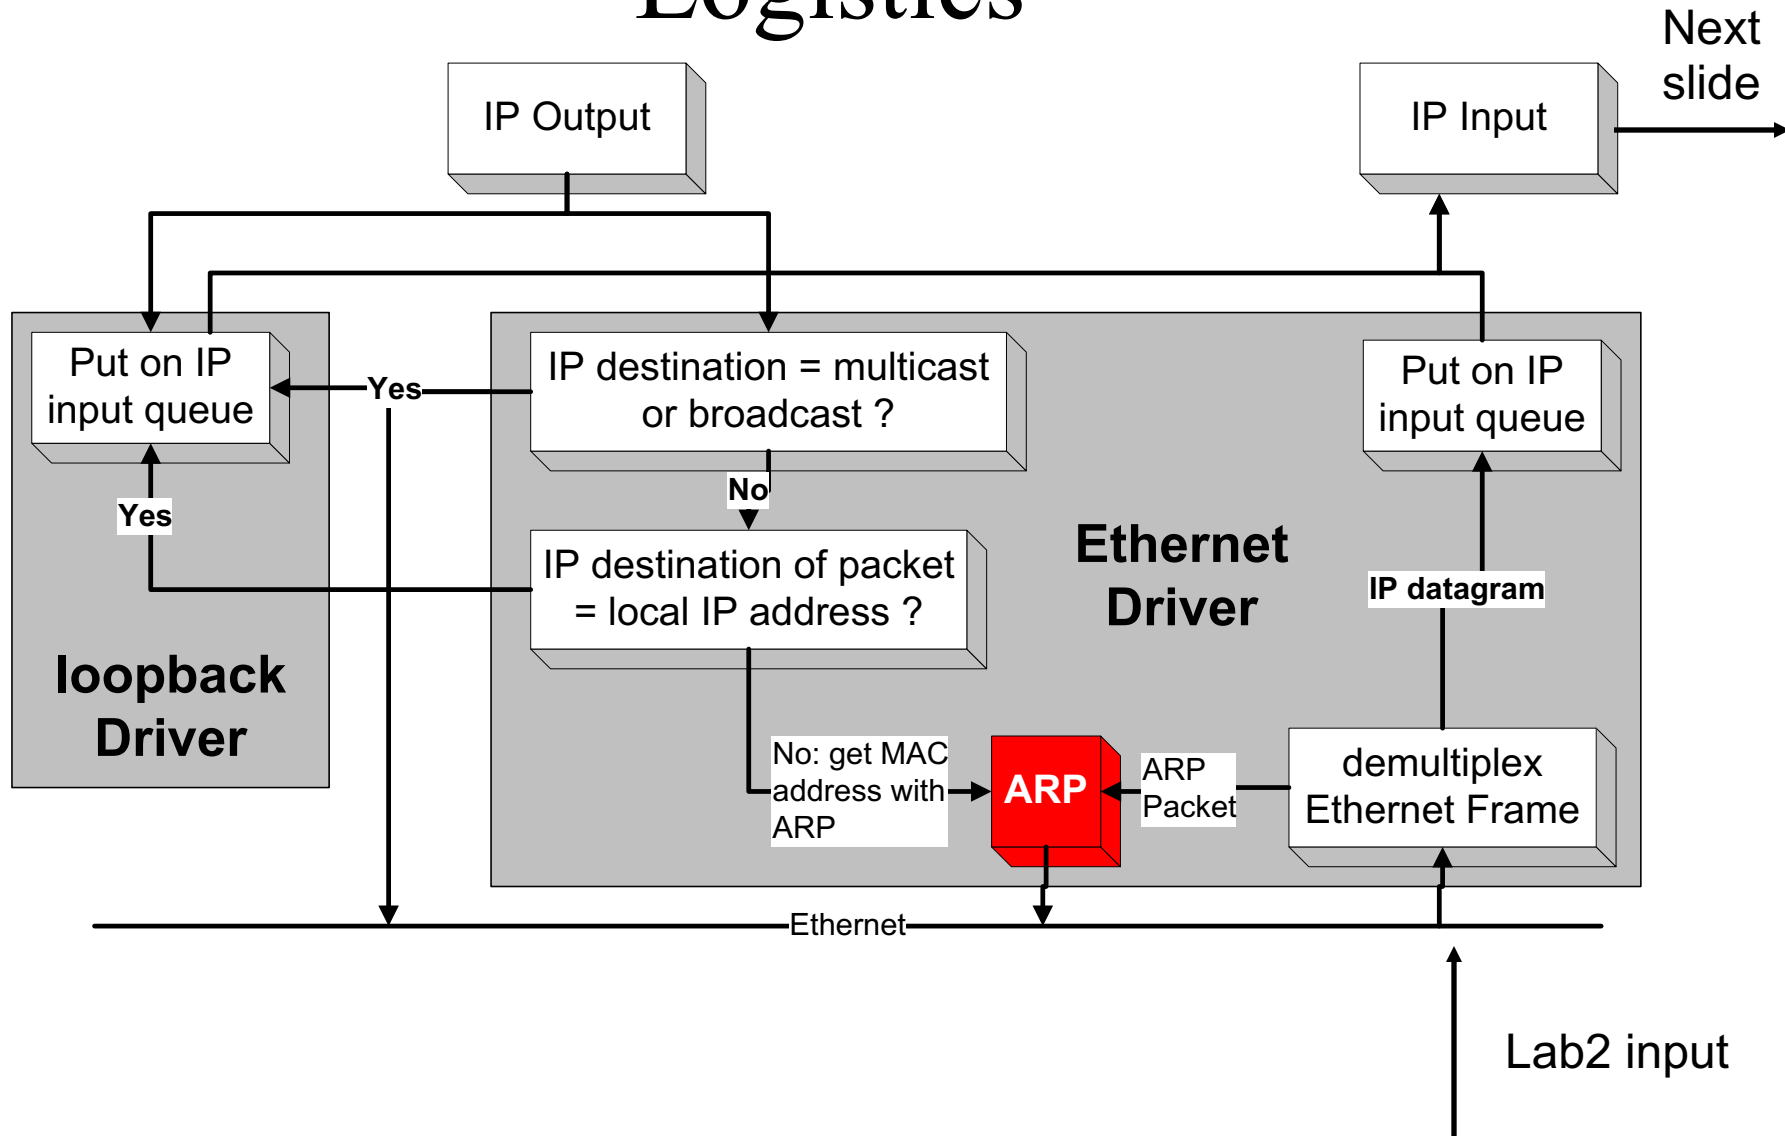 Logistics
Next
slide
IP Output
IP Input
Put on IP
input queue
Yes
IP destination = multicast
or broadcast ?
Put on IP
input queue
No
Yes
IP destination of packet
= local IP address ?
Ethernet
Driver
IP datagram
loopback
Driver
No: get MAC
address with
ARP
ARP
ARP
Packet
demultiplex
Ethernet Frame
Ethernet
Lab2 input